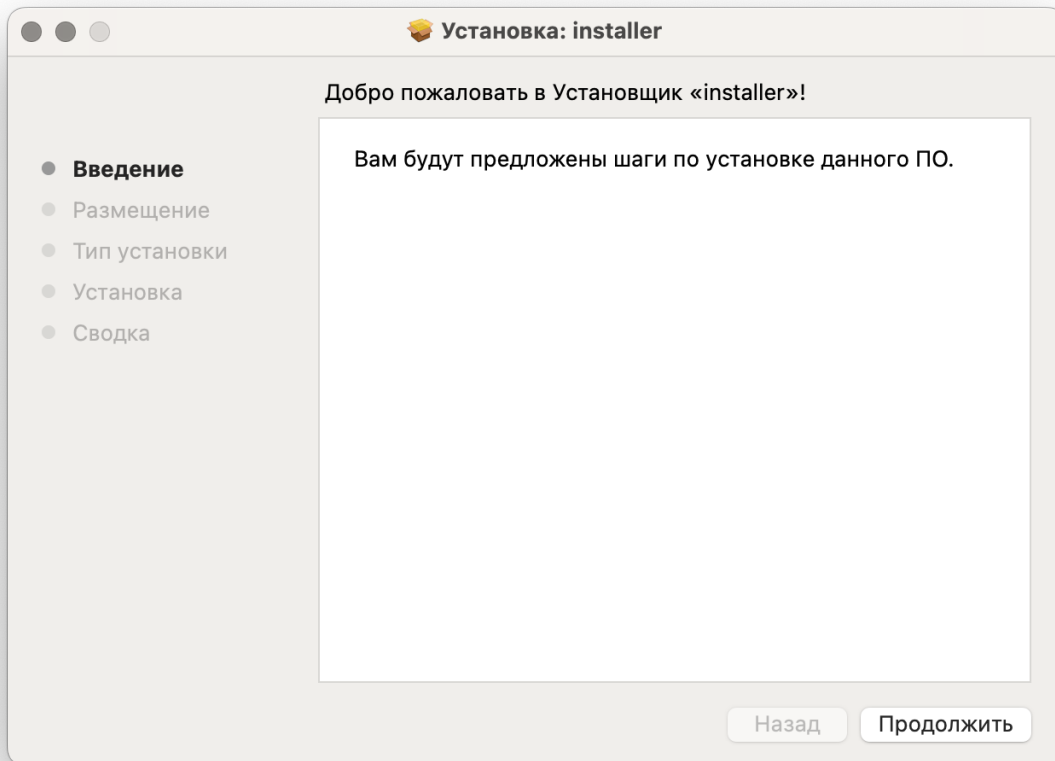 Установка: installer
Добро пожаловать в Установщик «installer»!
Вам будут предложены шаги по установке данного ПО.
Введение
Размещение
Тип установки
Установка
Сводка
Назад
Продолжить